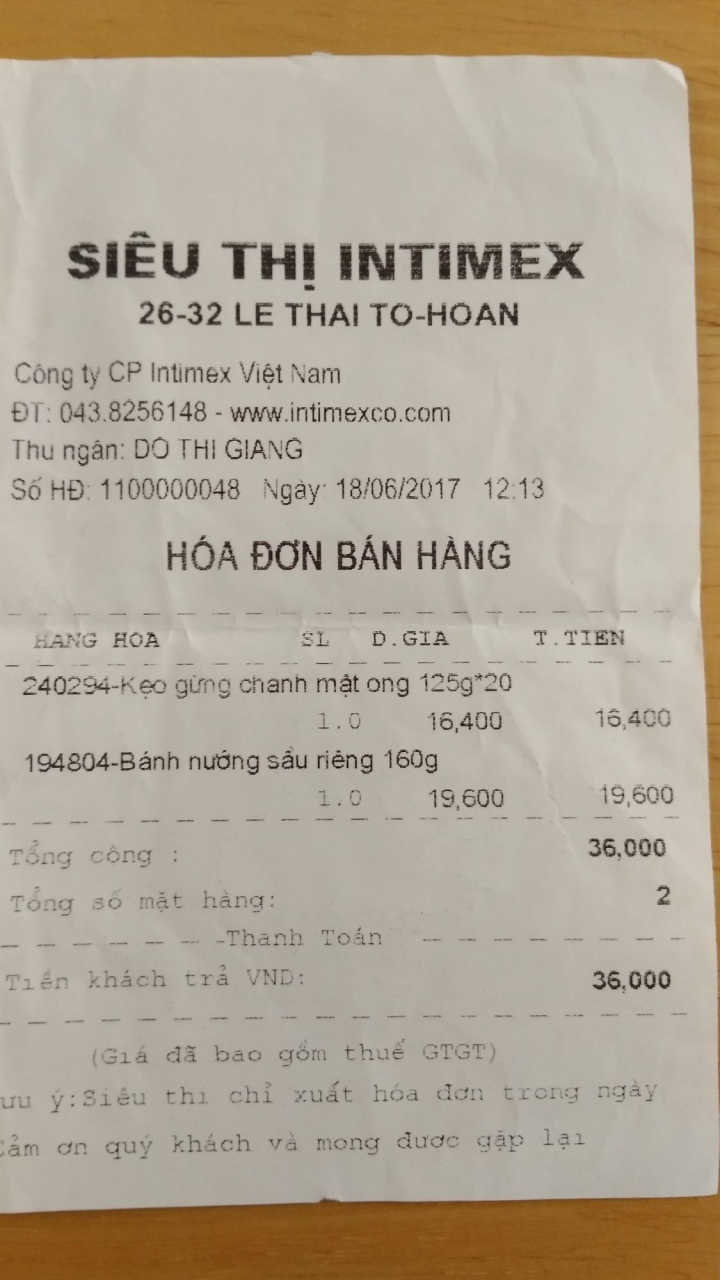 SIÊU THỊ INTIMEX
26-32 LE THAI TO-HOAN
Công ty CP Intimex Việt Nam
ĐT: 043.8256148 - www.intimexco.com
Thu ngân: DO THI GIANG
Số HĐ: 1100000048 Ngày: 18/06/2017 12:13
HÓA ĐƠN BÁN HÀNG
HANG HOA SL D.GIA T.TIEN
240294-Kẹo gừng chanh mật ong 125g*20
1.0 16,400 16,400
194804-Bánh nướng sầu riêng 160g
1.0 19,600 19,600
Tổng cộng : 36,000
Tổng số mặt hàng: 2
Thanh Toán
Tiền khách trả VND: 36,000
(Giá đã bao gồm thuế GTGT)
ưu ý:Siêu thị chỉ xuất hóa đơn trong ngày
Cảm ơn quý khách và mong được gặp lại